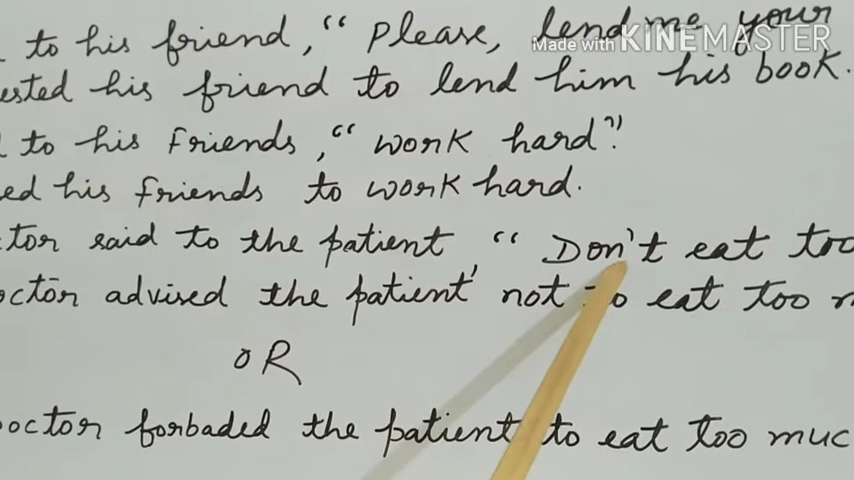 to his friend, “Please, lend me your
Made with KINEMASTER
ested his friend to lend him his book.
to his Friends, “work hard”.
ed his friends to work hard.
ctor said to the patient “Don't eat too
octor advised the patient' not to eat too m
OR
octor forbaded the patient to eat too muc